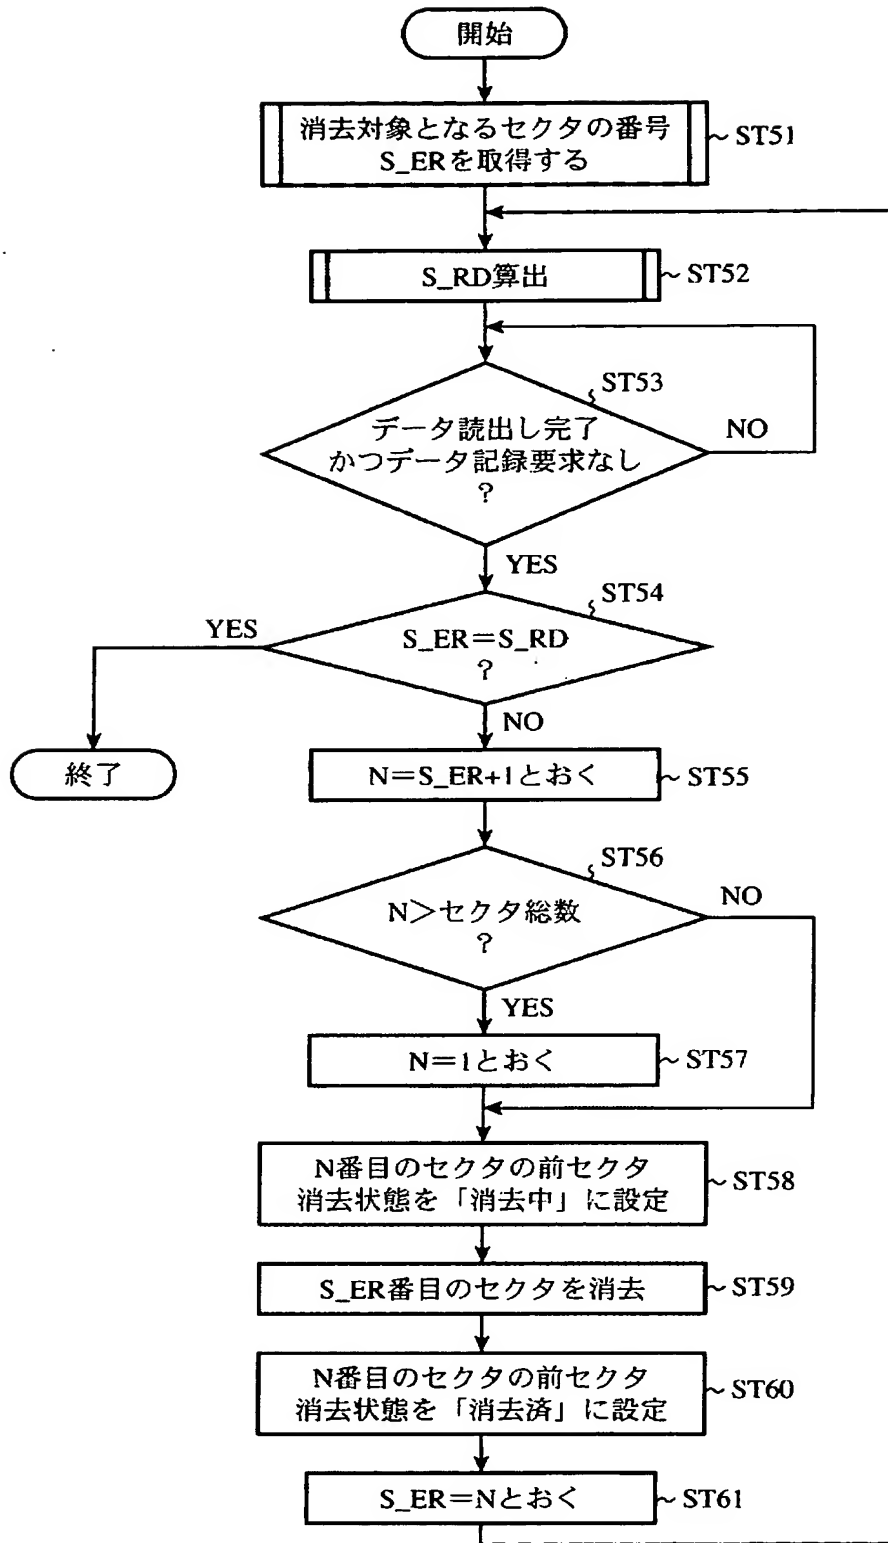 開始
消去対象となるセクタの番号
S_ERを取得する
ST51
S_RD算出
ST52
ST53
データ読出し完了
かつデータ記録要求なし
?
NO
YES
ST54
YES
S_ER=S_RD
?
NO
終了
N=S_ER+1とおく
ST55
ST56
NO
N>セクタ総数
?
YES
N=1とおく
ST57
N番目のセクタの前セクタ
消去状態を「消去中」に設定
ST58
S_ER番目のセクタを消去
ST59
N番目のセクタの前セクタ
消去状態を「消去済」に設定
ST60
S_ER=Nとおく
ST61